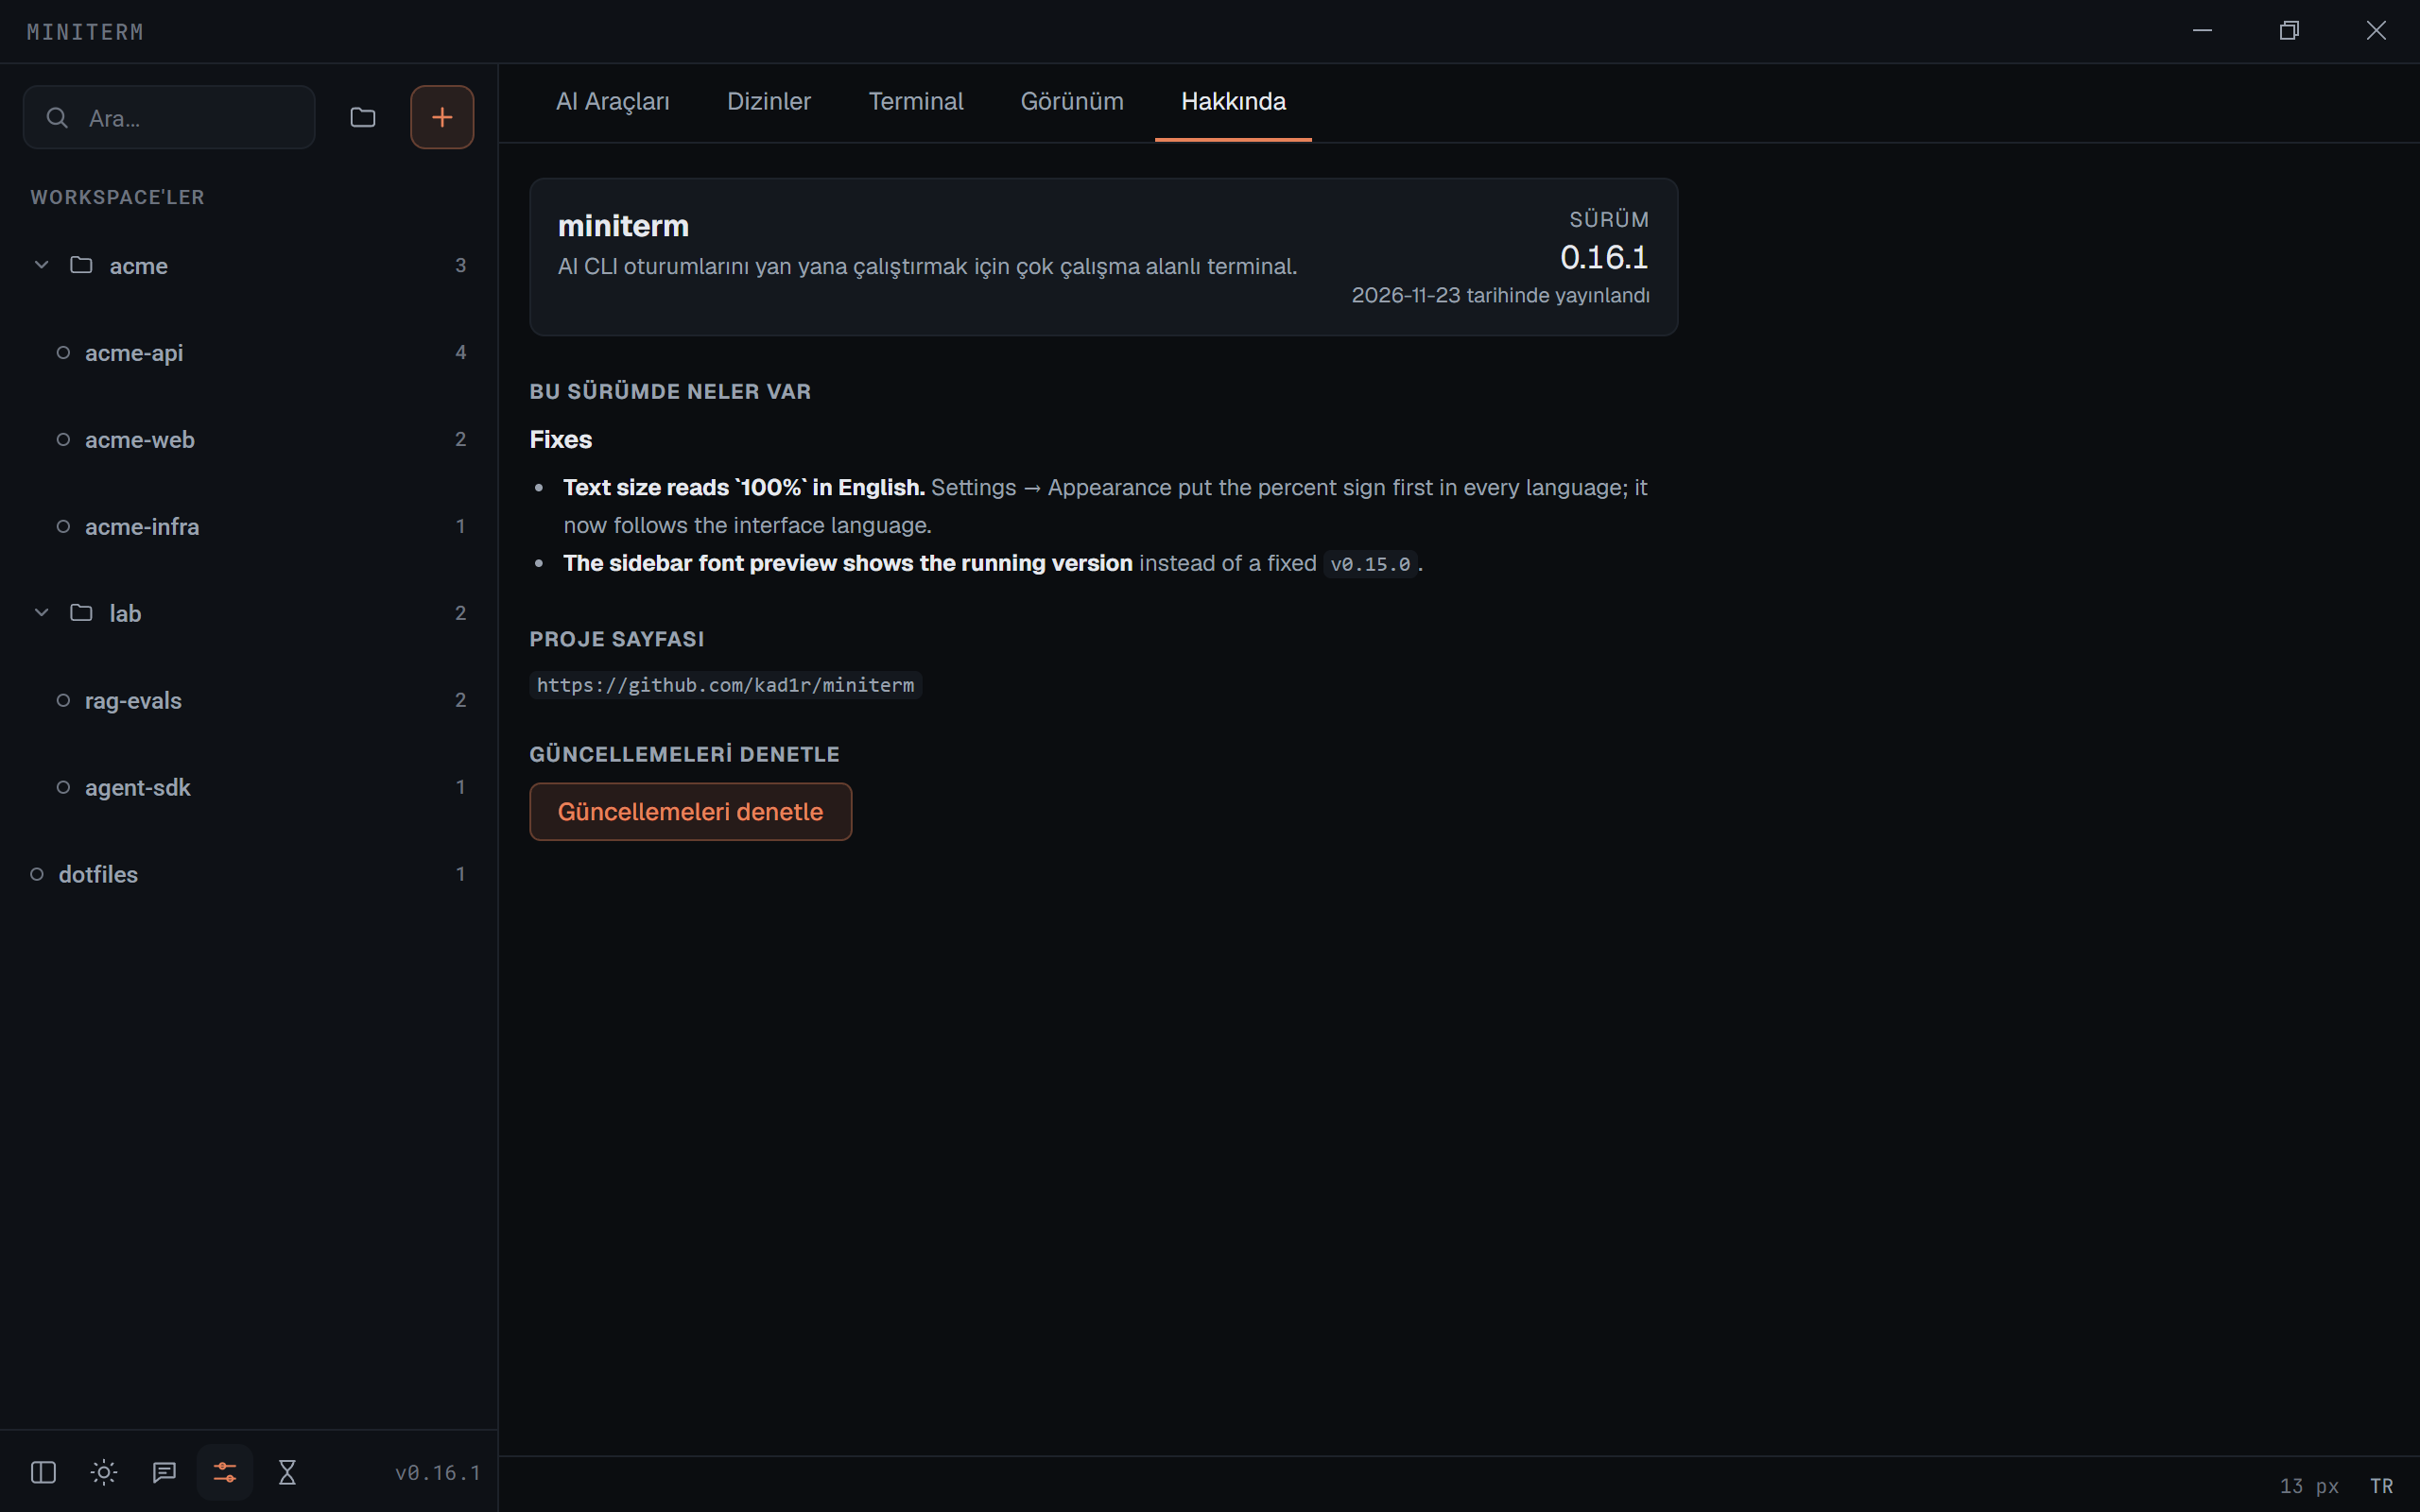 MINITERM
Ara...
WORKSPACE'LER
acme 3
acme-api 4
acme-web 2
acme-infra 1
lab 2
rag-evals 2
agent-sdk 1
dotfiles 1
v0.16.1
AI Araçları Dizinler Terminal Görünüm Hakkında
miniterm
AI CLI oturumlarını yan yana çalıştırmak için çok çalışma alanlı terminal.
SÜRÜM
0.16.1
2026-11-23 tarihinde yayınlandı
BU SÜRÜMDE NELER VAR
Fixes
• Text size reads `100%` in English. Settings → Appearance put the percent sign first in every language; it
now follows the interface language.
• The sidebar font preview shows the running version instead of a fixed v0.15.0.
PROJE SAYFASI
https://github.com/kad1r/miniterm
GÜNCELLEMELERİ DENETLE
Güncellemeleri denetle
13 px TR